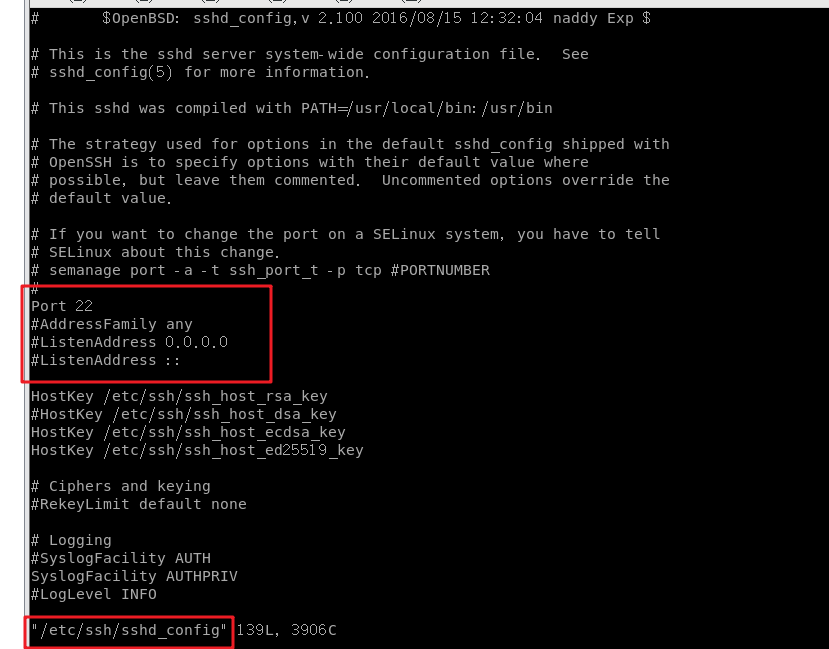 #       $OpenBSD: sshd_config,v 2.100 2016/08/15 12:32:04 naddy Exp $
# This is the sshd server system-wide configuration file.  See
# sshd_config(5) for more information.
# This sshd was compiled with PATH=/usr/local/bin:/usr/bin
# The strategy used for options in the default sshd_config shipped with
# OpenSSH is to specify options with their default value where
# possible, but leave them commented.  Uncommented options override the
# default value.
# If you want to change the port on a SELinux system, you have to tell
# SELinux about this change.
# semanage port -a -t ssh_port_t -p tcp #PORTNUMBER
#
Port 22
#AddressFamily any
#ListenAddress 0.0.0.0
#ListenAddress ::
HostKey /etc/ssh/ssh_host_rsa_key
#HostKey /etc/ssh/ssh_host_dsa_key
HostKey /etc/ssh/ssh_host_ecdsa_key
HostKey /etc/ssh/ssh_host_ed25519_key
# Ciphers and keying
#RekeyLimit default none
# Logging
#SyslogFacility AUTH
SyslogFacility AUTHPRIV
#LogLevel INFO
"/etc/ssh/sshd_config" 139L, 3906C